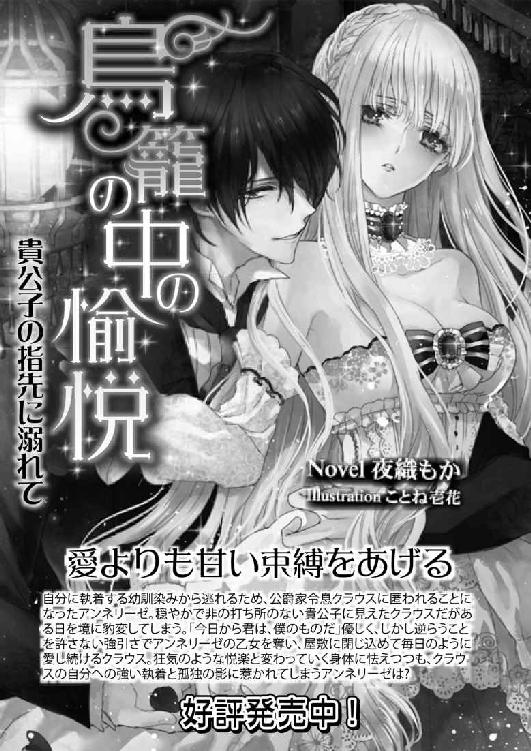 鳥籠の中の愉悦
貴公子の指先に溺れて
Novel 夜織もか
Illustration ことね壱花
愛よりも甘い束縛をあげる
自分に執着する幼馴染みから逃れるため、公爵家令息クラウスに匿われることに
なったアンネリーゼ。穏やかで非の打ち所のない貴公子に見えたクラウスだがあ
る日を境に豹変してしまう。「今日から君は、僕のものだ」優しく、しかし逆らうこと
を許さない強引さでアンネリーゼの乙女を奪い、屋敷に閉じ込めて毎日のように
愛し続けるクラウス。狂気のような悦楽と変わっていく身体に怯えつつも、クラウ
スの自分への強い執着と孤独の影に惹かれてしまうアンネリーゼは?
好評発売中!